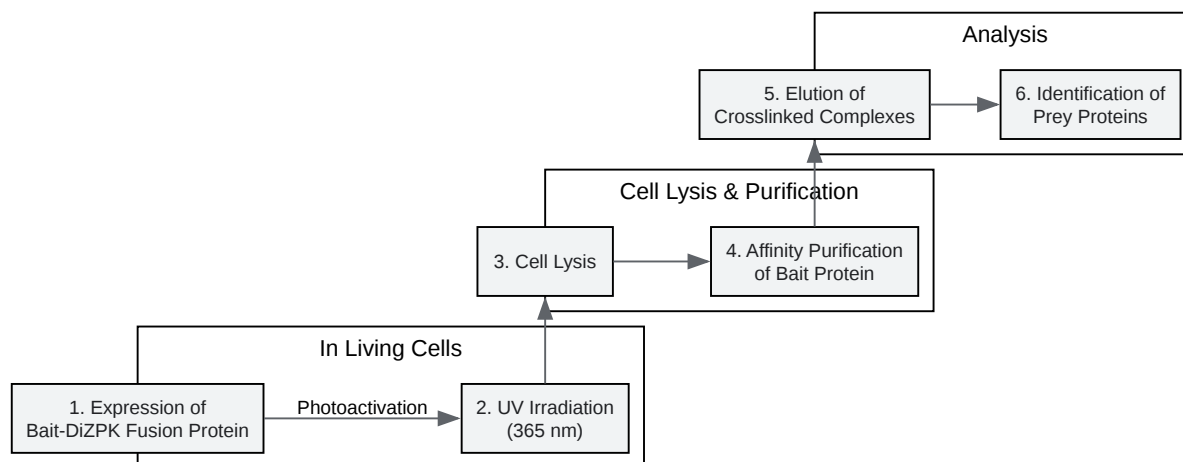 Analysis
5. Elution of
Crosslinked Complexes
6. Identification of
Prey Proteins
Cell Lysis & Purification
3. Cell Lysis
4. Affinity Purification
of Bait Protein
In Living Cells
1. Expression of
Bait-DiZPK Fusion Protein
Photoactivation
2. UV Irradiation
(365 nm)